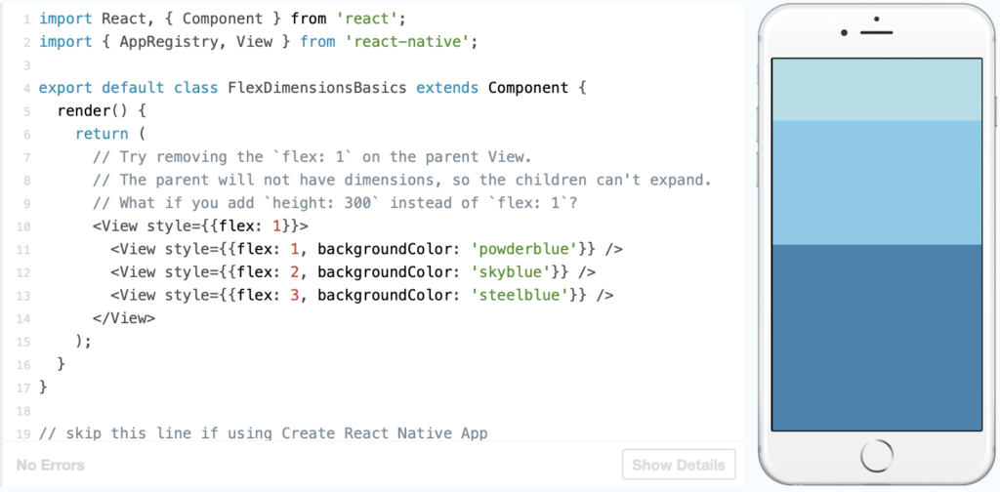 1 import React, { Component } from 'react';
2 import { AppRegistry, View } from 'react-native';
3
4 export default class FlexDimensionsBasics extends Component {
5   render() {
6     return (
7       // Try removing the `flex: 1` on the parent View.
8       // The parent will not have dimensions, so the children can't expand.
9       // What if you add `height: 300` instead of `flex: 1`?
10       <View style={{flex: 1}}>
11         <View style={{flex: 1, backgroundColor: 'powderblue'}} />
12         <View style={{flex: 2, backgroundColor: 'skyblue'}} />
13         <View style={{flex: 3, backgroundColor: 'steelblue'}} />
14       </View>
15     );
16   }
17 }
18
19 // skip this line if using Create React Native App
No Errors
Show Details